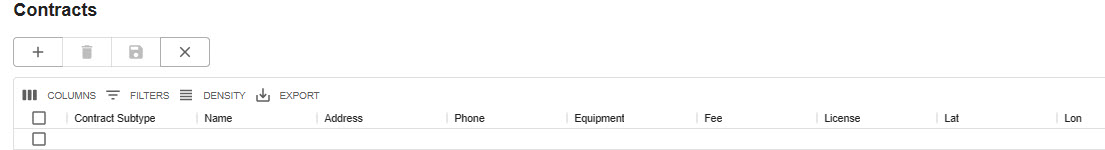 Contracts
COLUMNS FILTERS DENSITY EXPORT
Contract Subtype Name Address Phone Equipment Fee License Lat Lon